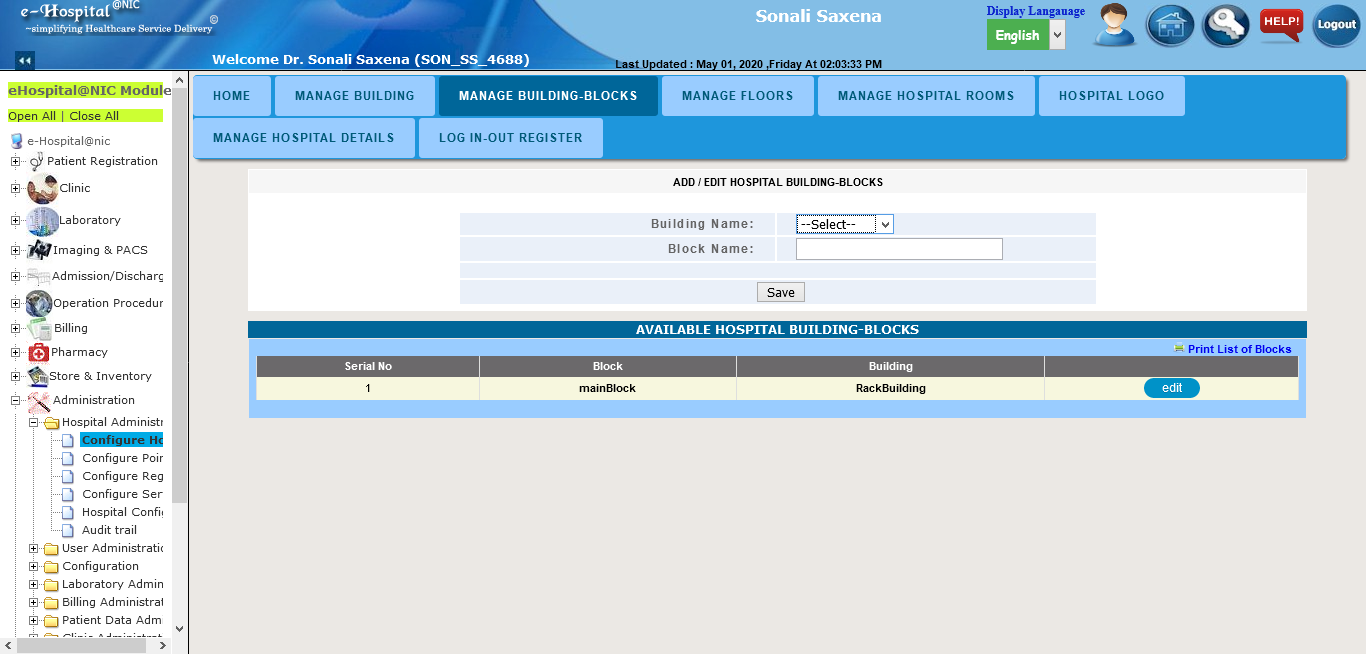 e-Hospital@NIC ©
~simplifying Healthcare Service Delivery
Sonali Saxena
Display Langauage
English
HELP!
Logout
Welcome Dr. Sonali Saxena (SON_SS_4688)
Last Updated : May 01, 2020 ,Friday At 02:03:33 PM
eHospital@NIC Module
Open All | Close All
e-Hospital@nic
Patient Registration
Clinic
Laboratory
Imaging & PACS
Admission/Discharg
Operation Procedur
Billing
Pharmacy
Store & Inventory
Administration
Hospital Administr
Configure Ho
Configure Poin
Configure Reg
Configure Ser
Hospital Config
Audit trail
User Administratio
Configuration
Laboratory Admin
Billing Administrat
Patient Data Adm
Clinic Administrat
HOME MANAGE BUILDING MANAGE BUILDING-BLOCKS MANAGE FLOORS MANAGE HOSPITAL ROOMS HOSPITAL LOGO
MANAGE HOSPITAL DETAILS LOG IN-OUT REGISTER
ADD / EDIT HOSPITAL BUILDING-BLOCKS
Building Name: --Select--
Block Name:
Save
AVAILABLE HOSPITAL BUILDING-BLOCKS
Print List of Blocks
Serial No Block Building
1 mainBlock RackBuilding edit